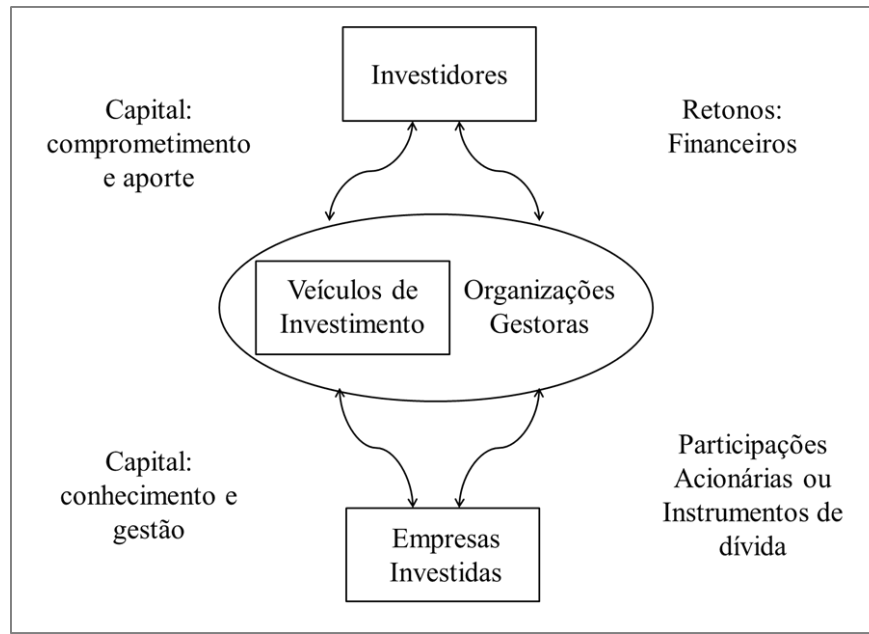 Investidores
Capital:
comprometimento
e aporte
Retonos:
Financeiros
Veículos de
Investimento
Organizações
Gestoras
Capital:
conhecimento e
gestão
Participações
Acionárias ou
Instrumentos de
dívida
Empresas
Investidas